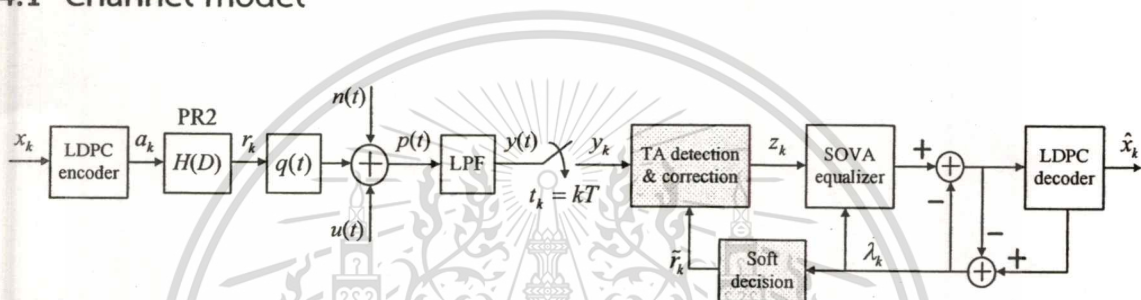 4.1 Channel model
x_k
LDPC encoder
a_k
PR2
H(D)
r_k
q(t)
n(t)
u(t)
p(t)
LPF
y(t)
t_k = kT
y_k
TA detection & correction
z_k
SOVA equalizer
+
−
−
+
LDPC decoder
x̂_k
r̃_k
Soft decision
λ_k